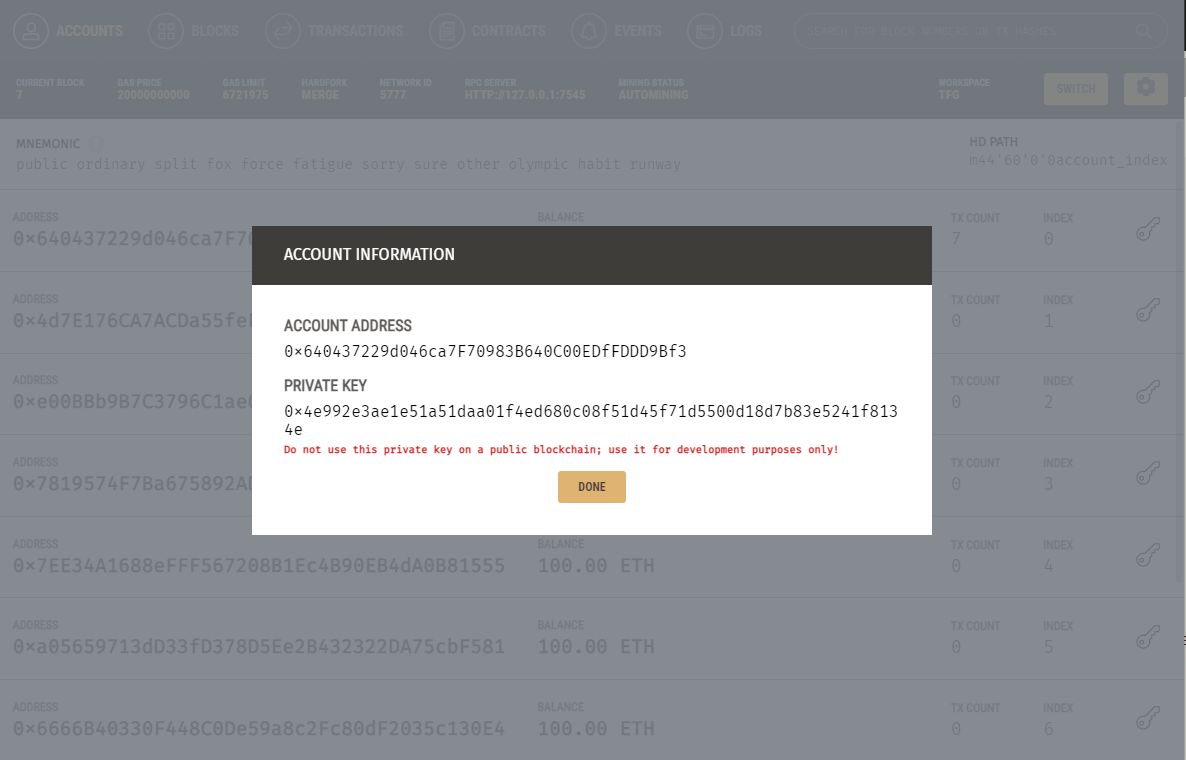 ACCOUNTS BLOCKS TRANSACTIONS CONTRACTS EVENTS LOGS SEARCH FOR BLOCK NUMBERS OR TX HASHES
CURRENT BLOCK GAS PRICE GAS LIMIT HARDFORK NETWORK ID RPC SERVER MINING STATUS WORKSPACE
7 20000000000 6721975 MERGE 5777 HTTP://127.0.0.1:7545 AUTOMINING TFG SWITCH
MNEMONIC HD PATH
public ordinary split fox force fatigue sorry sure other olympic habit runway m44'60'0'0account_index
ADDRESS BALANCE TX COUNT INDEX
0×640437229d046ca7F70 7 0
ACCOUNT INFORMATION
ADDRESS TX COUNT INDEX
0×4d7E176CA7ACDa55fe 0 1
ACCOUNT ADDRESS
0×640437229d046ca7F70983B640C00EDfFDDD9Bf3
PRIVATE KEY
ADDRESS TX COUNT INDEX
0×e00BBb9B7C3796C1ae 0 2
0×4e992e3ae1e51a51daa01f4ed680c08f51d45f71d5500d18d7b83e5241f813
4e
Do not use this private key on a public blockchain; use it for development purposes only!
ADDRESS TX COUNT INDEX
0×7819574F7Ba675892A 0 3
DONE
ADDRESS BALANCE TX COUNT INDEX
0×7EE34A1688eFFF567208B1Ec4B90EB4dA0B81555 100.00 ETH 0 4
ADDRESS BALANCE TX COUNT INDEX
0×a05659713dD33fD378D5Ee2B432322DA75cbF581 100.00 ETH 0 5
ADDRESS BALANCE TX COUNT INDEX
0×6666B40330F448C0De59a8c2Fc80dF2035c130E4 100.00 ETH 0 6